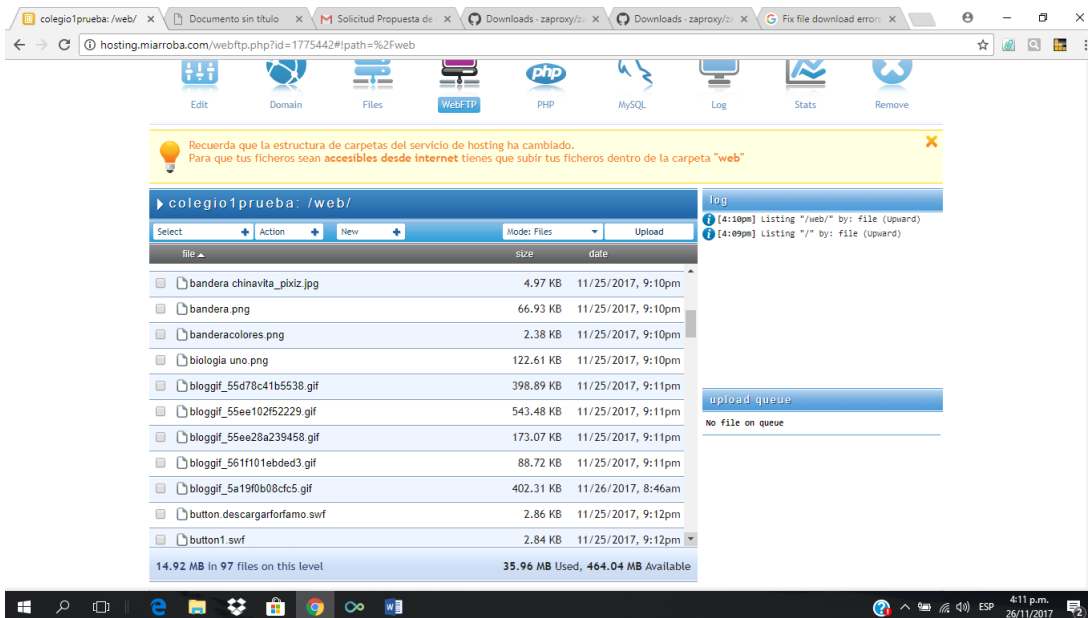 colegio1prueba: /web/
Documento sin título
Solicitud Propuesta de
Downloads · zaproxy/z
Downloads · zaproxy/z
Fix file download errors
hosting.miarroba.com/webftp.php?id=1775442#!path=%2Fweb
Edit Domain Files WebFTP PHP MySQL Log Stats Remove
php
Recuerda que la estructura de carpetas del servicio de hosting ha cambiado.
Para que tus ficheros sean accesibles desde internet tienes que subir tus ficheros dentro de la carpeta "web"
colegio1prueba: /web/
Select Action New Mode: Files Upload
file size date
bandera chinavita_pixiz.jpg 4.97 KB 11/25/2017, 9:10pm
bandera.png 66.93 KB 11/25/2017, 9:10pm
banderacolores.png 2.38 KB 11/25/2017, 9:10pm
biologia uno.png 122.61 KB 11/25/2017, 9:10pm
bloggif_55d78c41b5538.gif 398.89 KB 11/25/2017, 9:11pm
bloggif_55ee102f52229.gif 543.48 KB 11/25/2017, 9:11pm
bloggif_55ee28a239458.gif 173.07 KB 11/25/2017, 9:11pm
bloggif_561f101ebded3.gif 88.72 KB 11/25/2017, 9:11pm
bloggif_5a19f0b08cfc5.gif 402.31 KB 11/26/2017, 8:46am
button.descargarforfamo.swf 2.86 KB 11/25/2017, 9:12pm
button1.swf 2.84 KB 11/25/2017, 9:12pm
14.92 MB in 97 files on this level 35.96 MB Used, 464.04 MB Available
log
[4:10pm] Listing "/web/" by: file (Upward)
[4:09pm] Listing "/" by: file (Upward)
upload queue
No file on queue
ESP
4:11 p.m.
26/11/2017
2